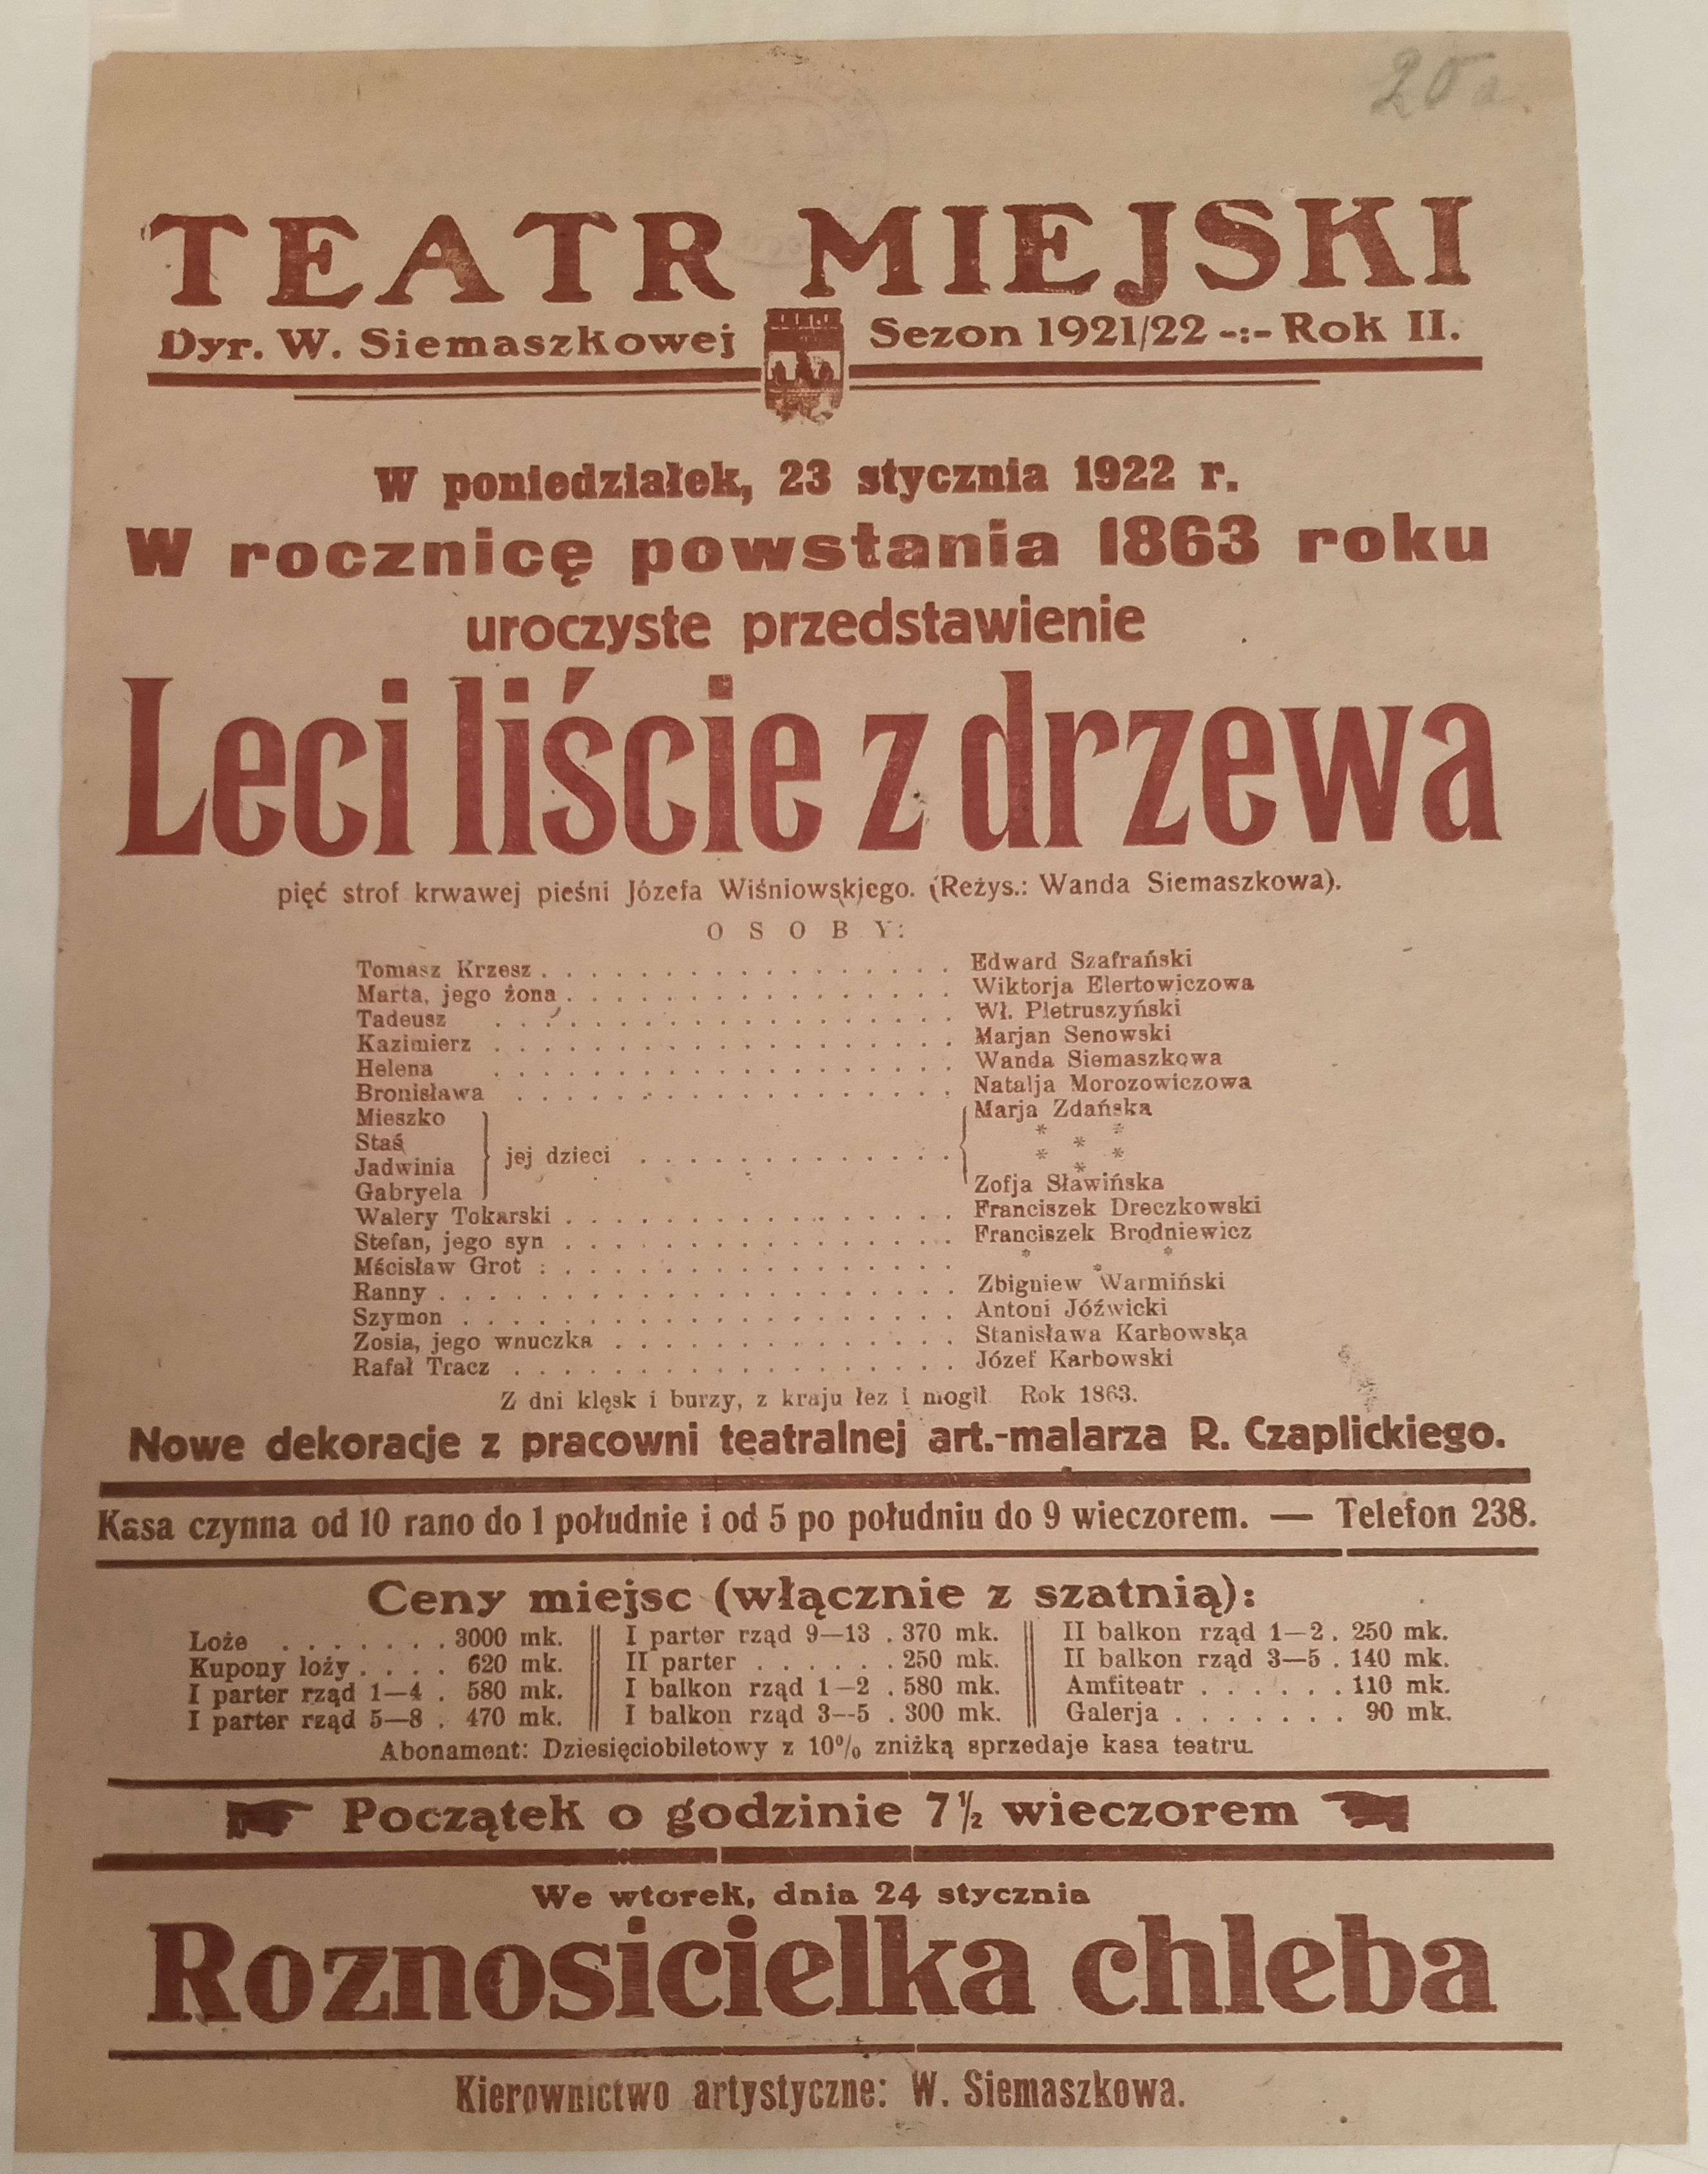 20 a.
TEATR MIEJSKI
Dyr. W. Siemaszkowej Sezon 1921/22 -:- Rok II.
W poniedziałek, 23 stycznia 1922 r.
W rocznicę powstania 1863 roku
uroczyste przedstawienie
Leci liście z drzewa
pięć strof krwawej pieśni Józefa Wiśniowskiego. (Reżys.: Wanda Siemaszkowa).
OSOBY:
Tomasz Krzesz . . . . . . . . . . . . . . . . . Edward Szafrański
Marta, jego żona . . . . . . . . . . . . . . . . Wiktorja Elertowiczowa
Tadeusz . . . . . . . . . . . . . . . . . . . Wł. Pietruszyński
Kazimierz . . . . . . . . . . . . . . . . . . . Marjan Senowski
Helena . . . . . . . . . . . . . . . . . . . Wanda Siemaszkowa
Bronisława . . . . . . . . . . . . . . . . . . Natalja Morozowiczowa
Mieszko Marja Zdańska
Staś * * *
jej dzieci . . . . . . . . . . . . .
Jadwinia * * *
Gabryela Zofja Sławińska
Walery Tokarski . . . . . . . . . . . . . . . . Franciszek Dreczkowski
Stefan, jego syn . . . . . . . . . . . . . . . . Franciszek Brodniewicz
Mścisław Grot : . . . . . . . . . . . . . . . . * * *
Ranny . . . . . . . . . . . . . . . . . . . . . Zbigniew Warmiński
Szymon . . . . . . . . . . . . . . . . . . . . Antoni Jóźwicki
Zosia, jego wnuczka . . . . . . . . . . . . . . Stanisława Karbowska
Rafał Tracz . . . . . . . . . . . . . . . . . . Józef Karbowski
Z dni klęsk i burzy, z kraju łez i mogił Rok 1863.
Nowe dekoracje z pracowni teatralnej art.-malarza R. Czaplickiego.
Kasa czynna od 10 rano do 1 południe i od 5 po południu do 9 wieczorem. — Telefon 238.
Ceny miejsc (włącznie z szatnią):
Loże . . . . . . . 3000 mk. || I parter rząd 9—13 . 370 mk. || II balkon rząd 1—2 . 250 mk.
Kupony loży . . . . 620 mk. || II parter . . . . . . 250 mk. || II balkon rząd 3—5 . 140 mk.
I parter rząd 1—4 . 580 mk. || I balkon rząd 1—2 . 580 mk. || Amfiteatr . . . . . . 110 mk.
I parter rząd 5—8 . 470 mk. || I balkon rząd 3—5 . 300 mk. || Galerja . . . . . . . 90 mk.
Abonament: Dziesięciobiletowy z 10% zniżką sprzedaje kasa teatru.
Początek o godzinie 7½ wieczorem
We wtorek, dnia 24 stycznia
Roznosicielka chleba
Kierownictwo artystyczne: W. Siemaszkowa.